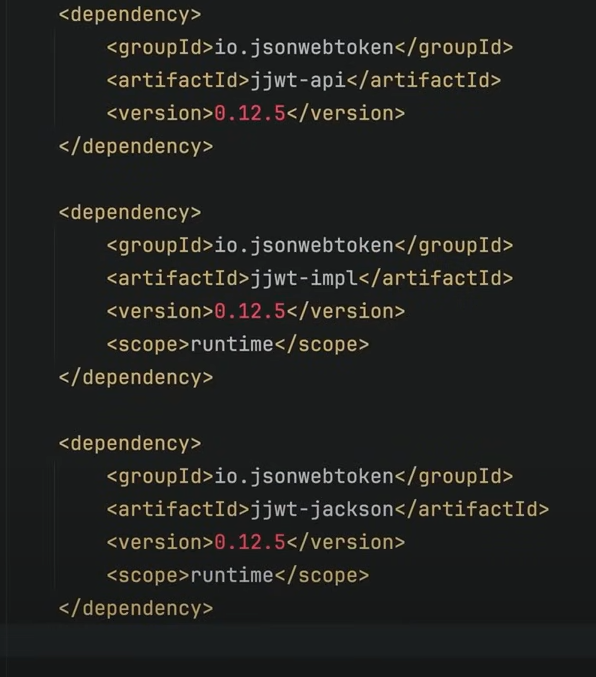 <dependency>
<groupId>io.jsonwebtoken</groupId>
<artifactId>jjwt-api</artifactId>
<version>0.12.5</version>
</dependency>
<dependency>
<groupId>io.jsonwebtoken</groupId>
<artifactId>jjwt-impl</artifactId>
<version>0.12.5</version>
<scope>runtime</scope>
</dependency>
<dependency>
<groupId>io.jsonwebtoken</groupId>
<artifactId>jjwt-jackson</artifactId>
<version>0.12.5</version>
<scope>runtime</scope>
</dependency>